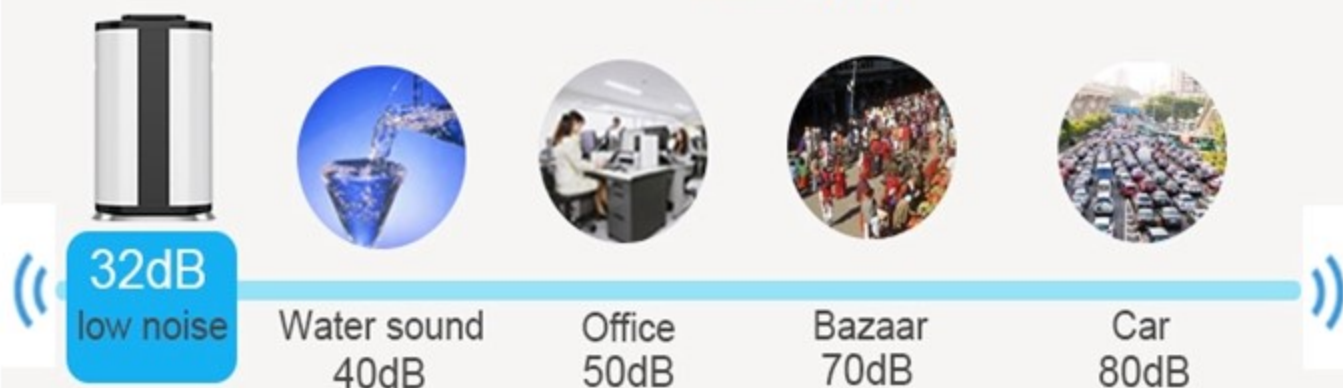 32dB
low noise
Water sound
40dB
Office
50dB
Bazaar
70dB
Car
80dB